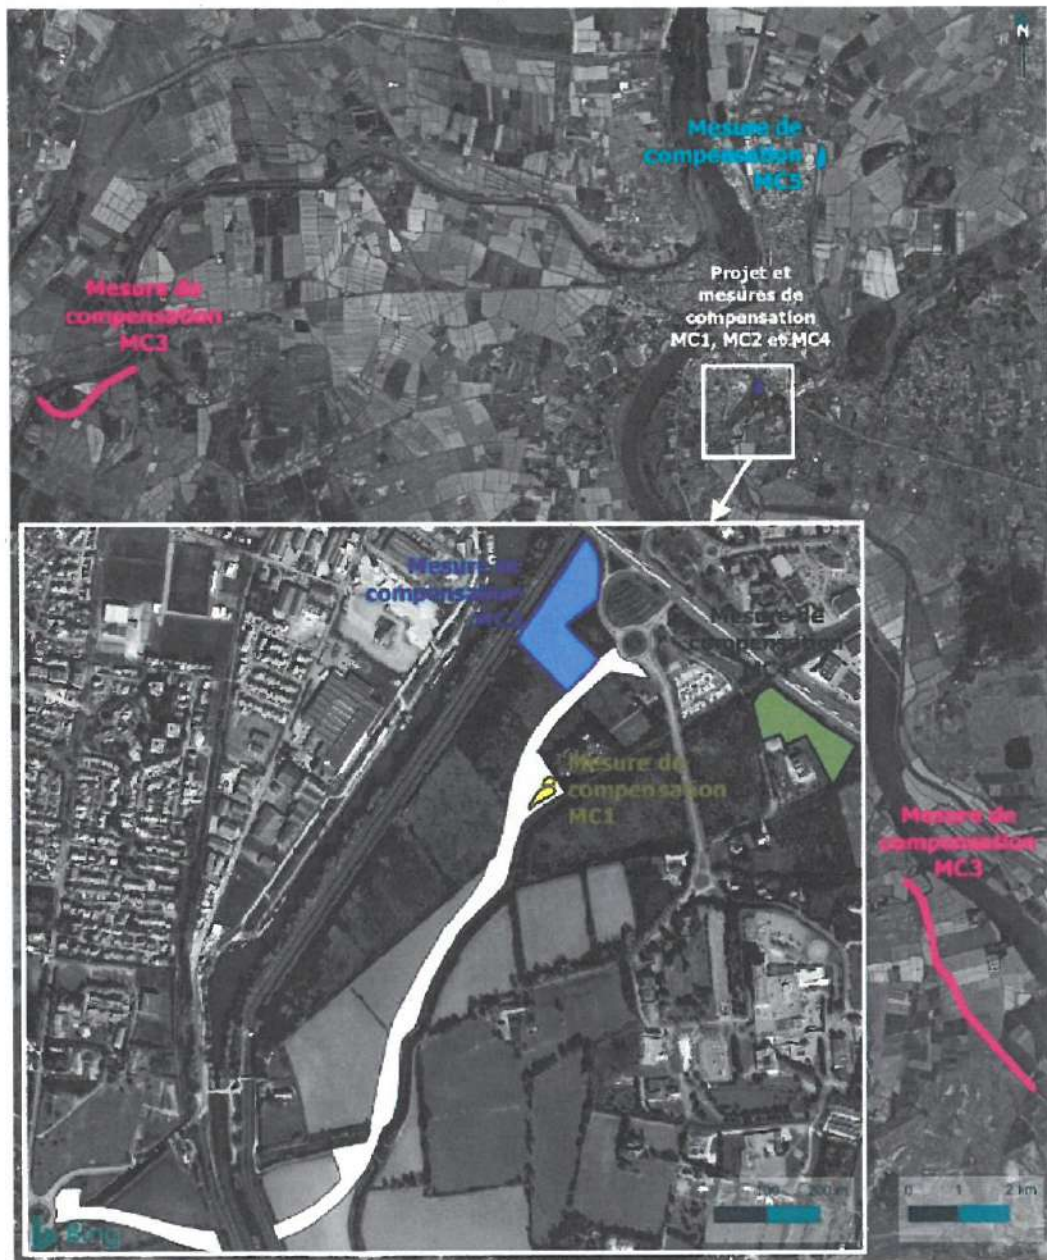 N
Mesure de
compensation
MC5
Projet et
mesures de
compensation
MC1, MC2 et MC4
Mesure de
compensation
MC3
Mesure de
compensation
Mesure de
compensation
Mesure de
compensation
MC1
Mesure de
compensation
MC3
0 1 2 km
Bing